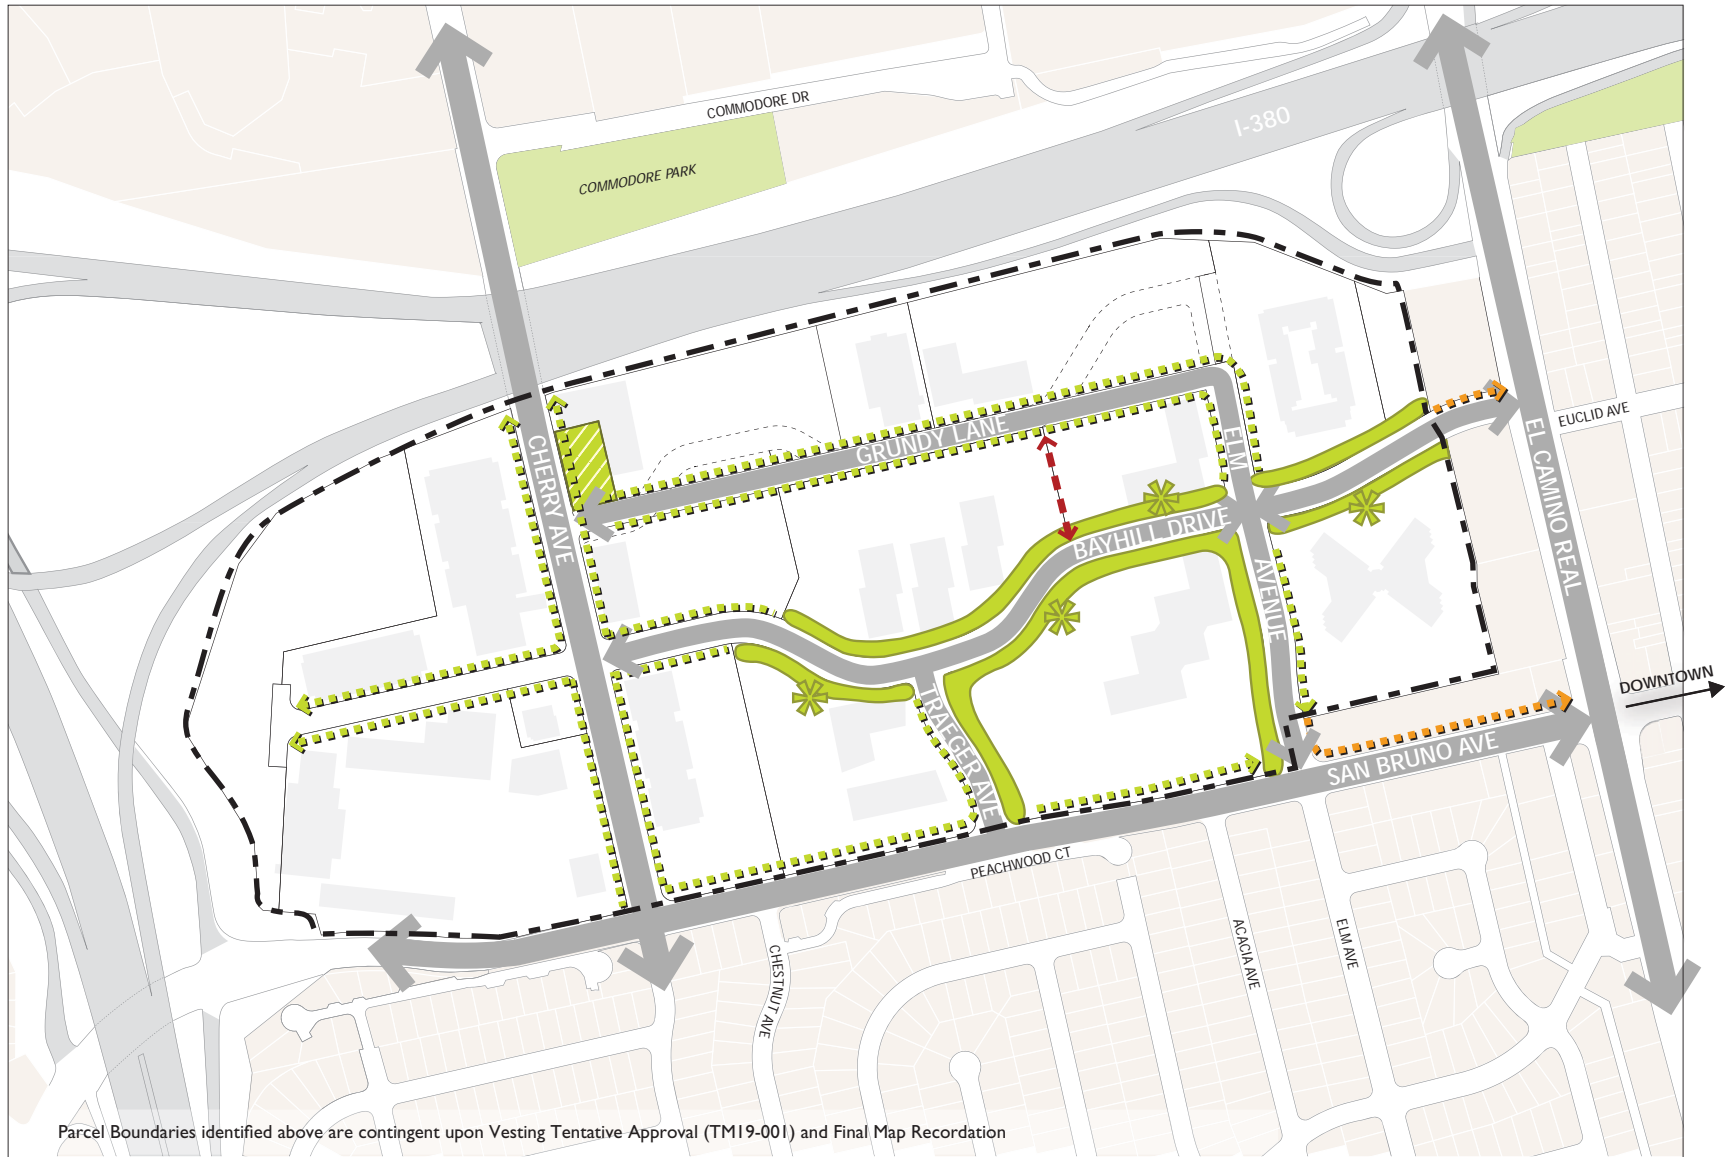 COMMODORE DR
I-380
COMMODORE PARK
EUCLID AVE
GRUNDY LANE
ELM
AVENUE
CHERRY AVE
EL CAMINO REAL
BAYHILL DRIVE
DOWNTOWN
TRAEGER AVE
SAN BRUNO AVE
PEACHWOOD CT
CHESTNUT AVE
ACACIA AVE
ELM AVE
Parcel Boundaries identified above are contingent upon Vesting Tentative Approval (TM19-001) and Final Map Recordation